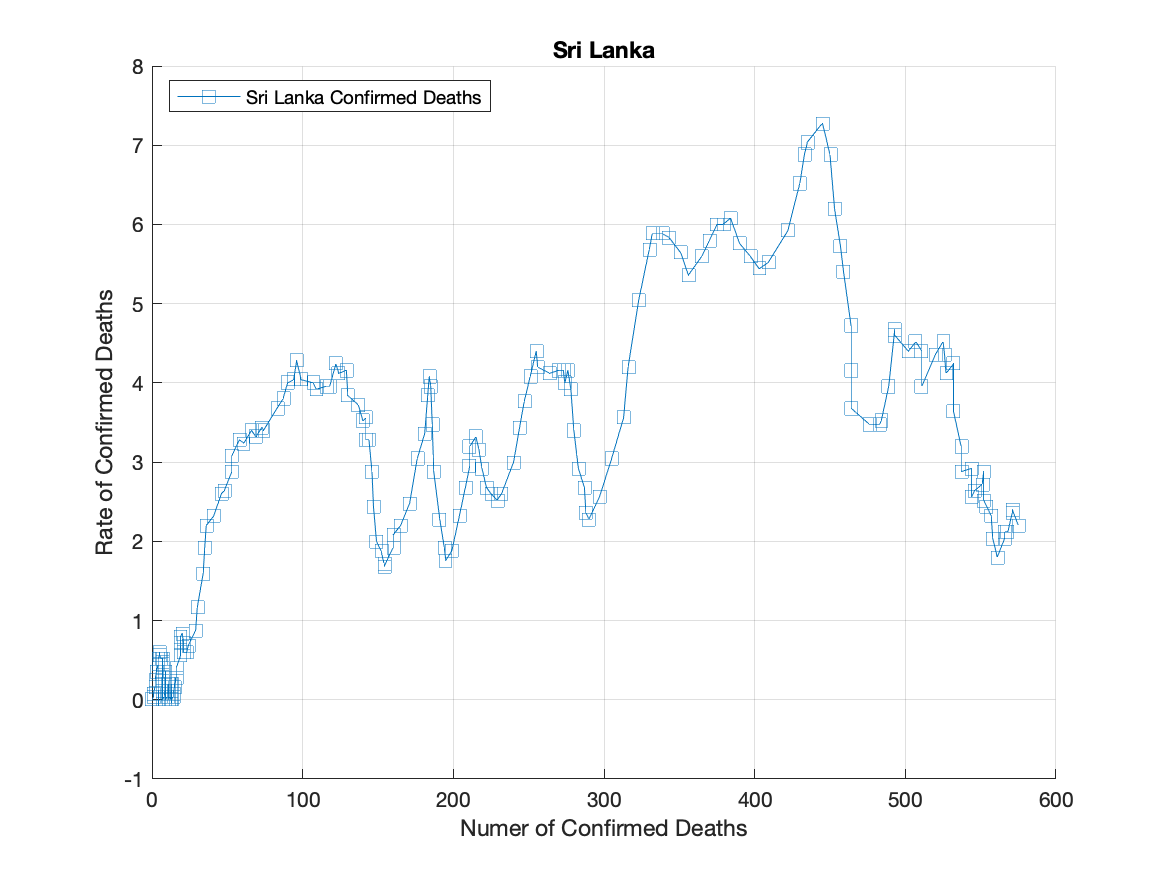 Sri Lanka
Sri Lanka Confirmed Deaths
8
7
6
5
4
3
2
1
0
-1
Rate of Confirmed Deaths
0 100 200 300 400 500 600
Numer of Confirmed Deaths